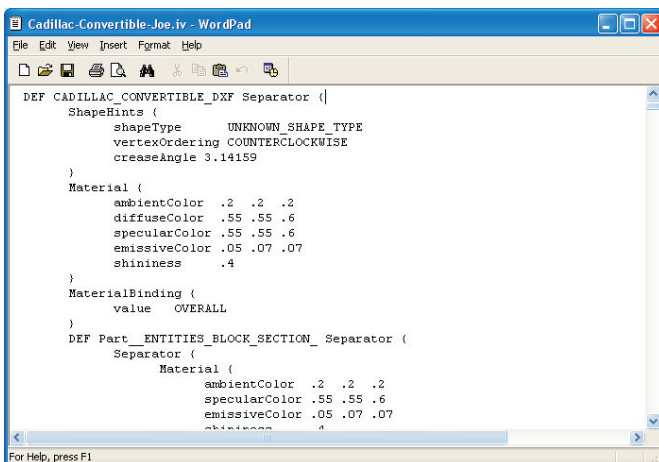 Cadillac-Convertible-Joe.iv - WordPad
File Edit View Insert Format Help
DEF CADILLAC_CONVERTIBLE_DXF Separator {
ShapeHints {
shapeType UNKNOWN_SHAPE_TYPE
vertexOrdering COUNTERCLOCKWISE
creaseAngle 3.14159
}
Material {
ambientColor .2 .2 .2
diffuseColor .55 .55 .6
specularColor .55 .55 .6
emissiveColor .05 .07 .07
shininess .4
}
MaterialBinding {
value OVERALL
}
DEF Part__ENTITIES_BLOCK_SECTION_ Separator {
Separator {
Material {
ambientColor .2 .2 .2
specularColor .55 .55 .6
emissiveColor .05 .07 .07
shininess .4
For Help, press F1